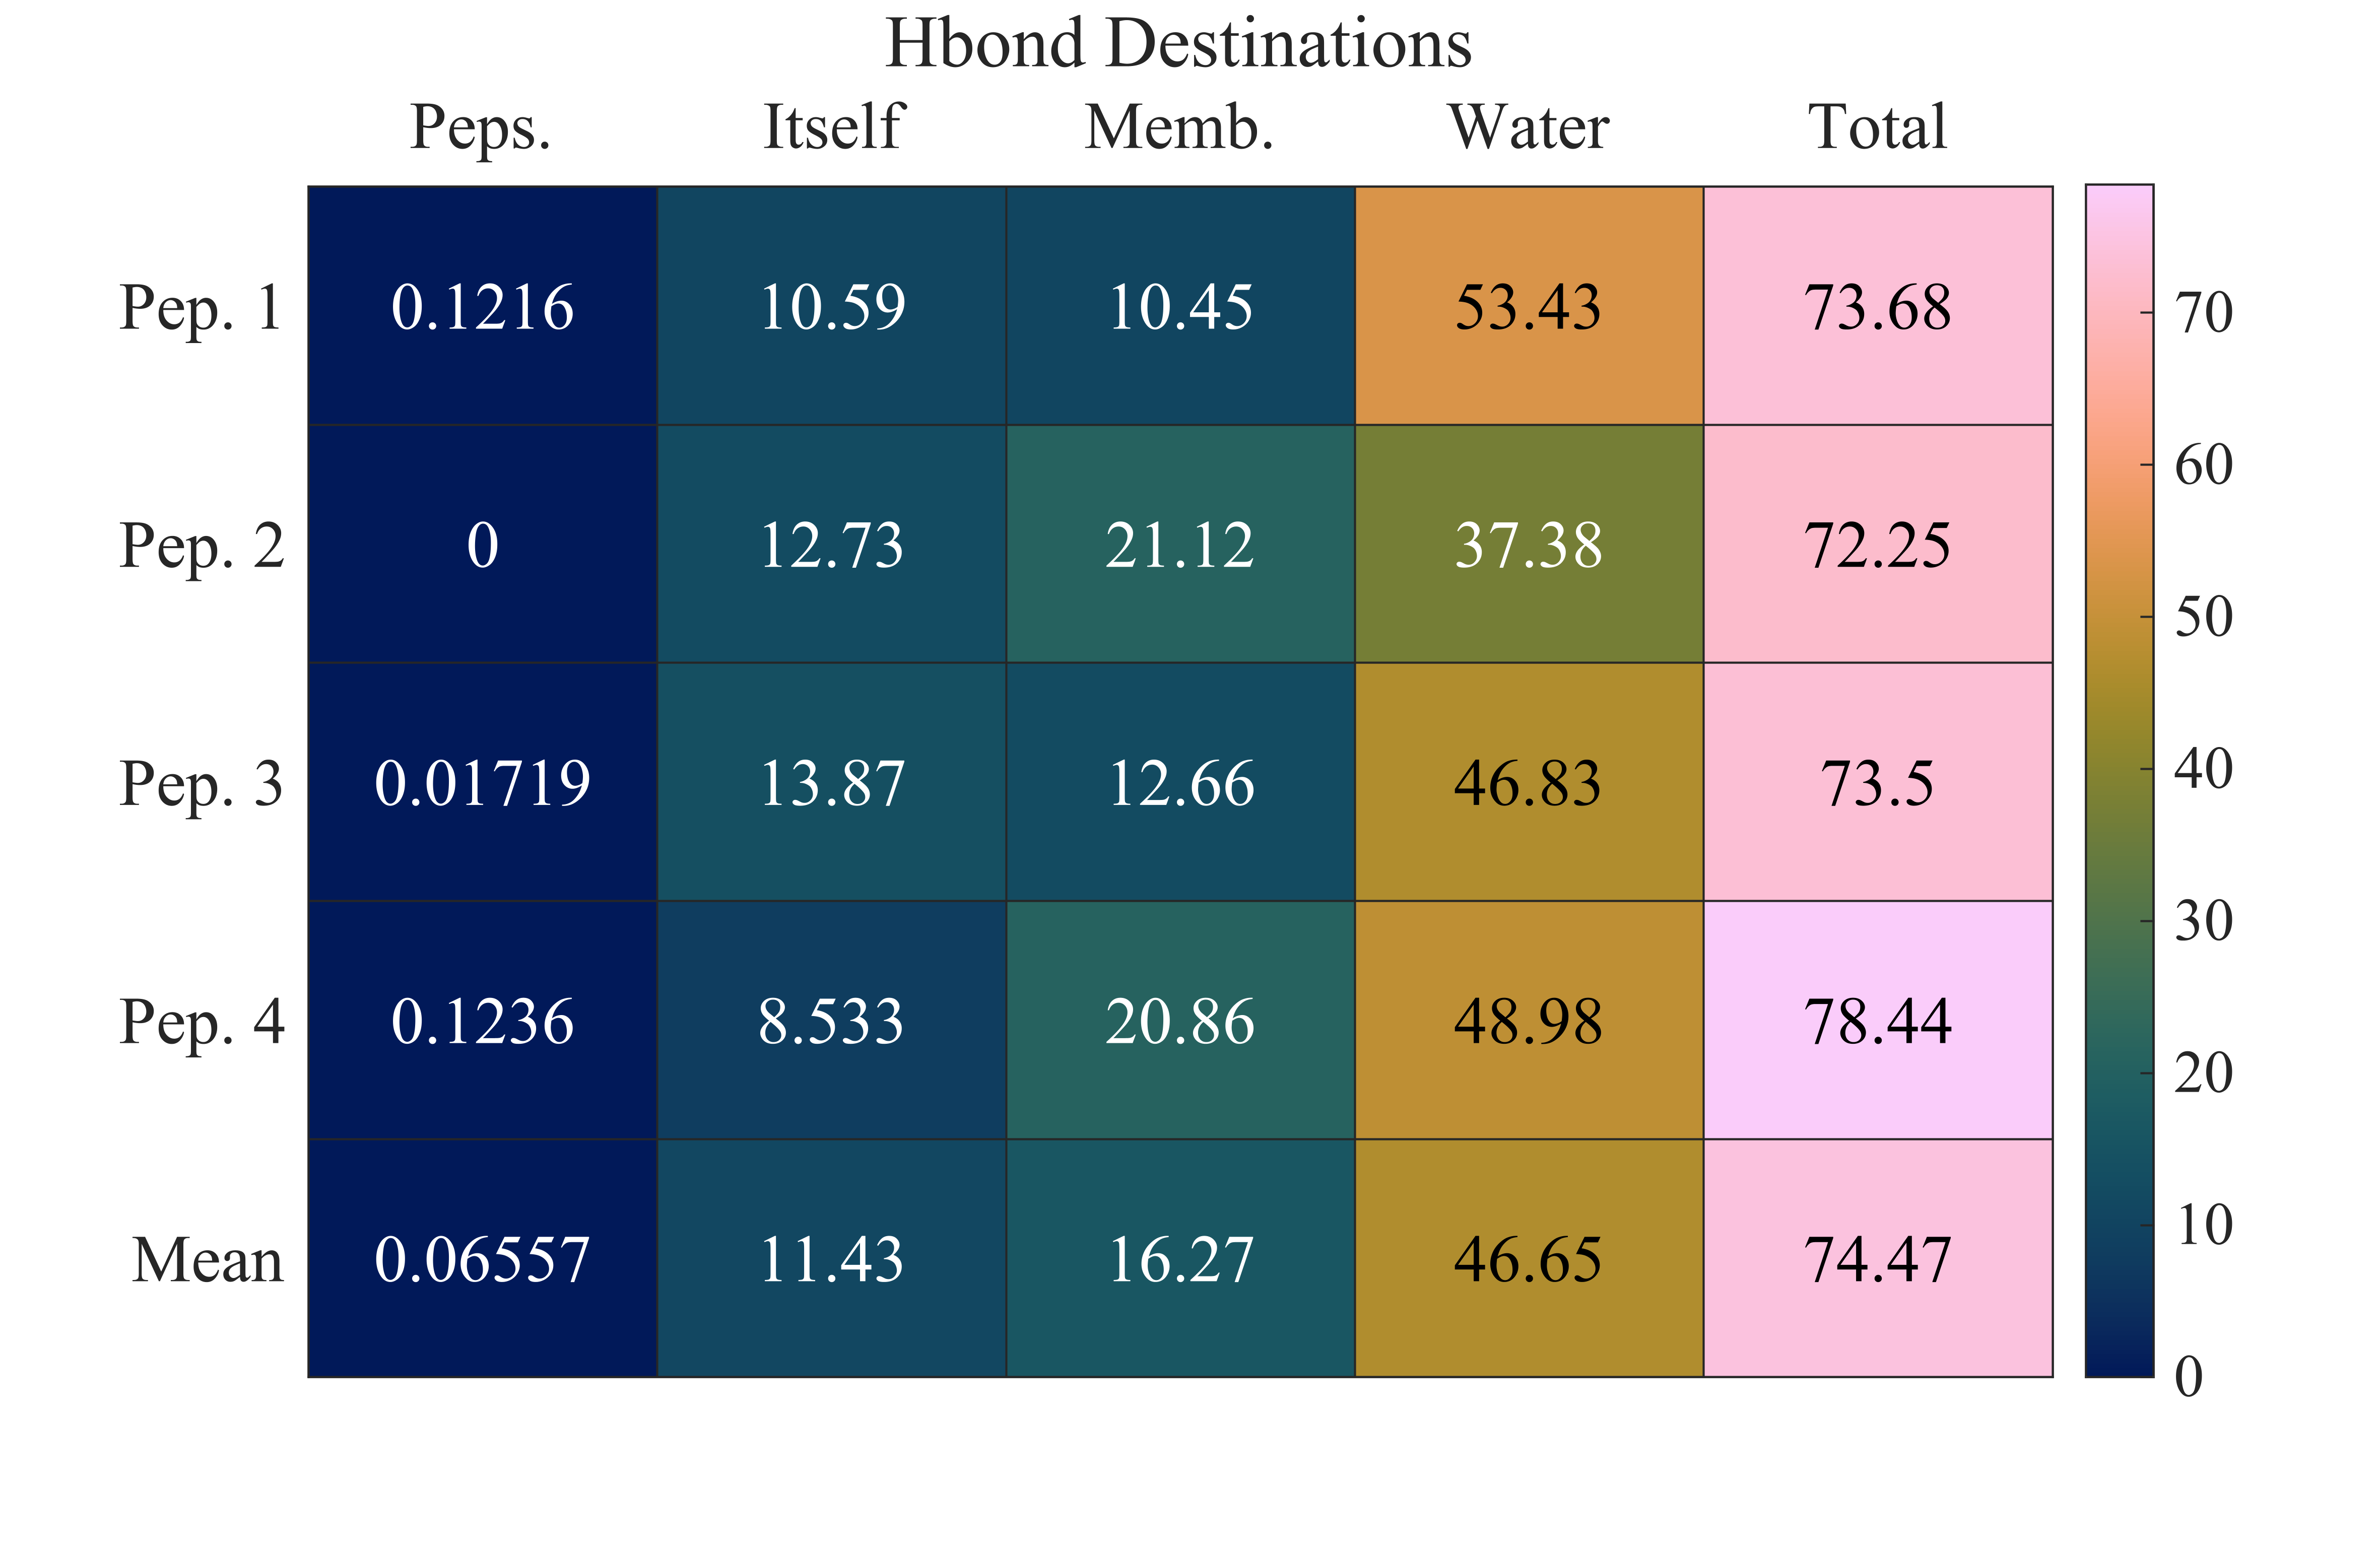 Hbond Destinations
Peps. Itself Memb. Water Total
Pep. 1 0.1216 10.59 10.45 53.43 73.68
70
60
Pep. 2 0 12.73 21.12 37.38 72.25
50
Pep. 3 0.01719 13.87 12.66 46.83 73.5
40
30
Pep. 4 0.1236 8.533 20.86 48.98 78.44
20
10
Mean 0.06557 11.43 16.27 46.65 74.47
0